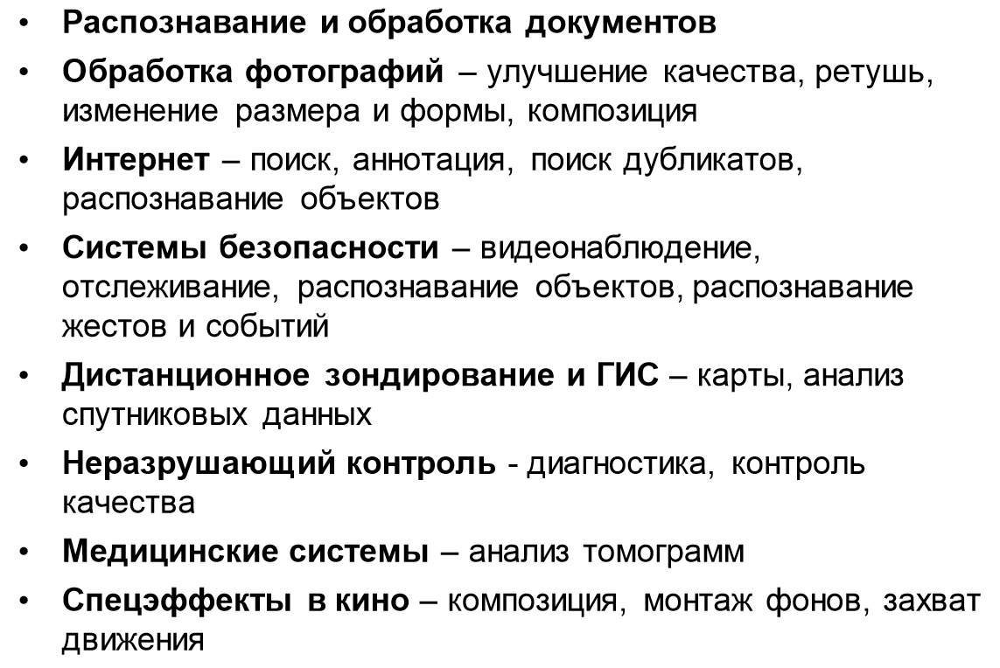 • Распознавание и обработка документов
• Обработка фотографий – улучшение качества, ретушь,
изменение размера и формы, композиция
• Интернет – поиск, аннотация, поиск дубликатов,
распознавание объектов
• Системы безопасности – видеонаблюдение,
отслеживание, распознавание объектов, распознавание
жестов и событий
• Дистанционное зондирование и ГИС – карты, анализ
спутниковых данных
• Неразрушающий контроль - диагностика, контроль
качества
• Медицинские системы – анализ томограмм
• Спецэффекты в кино – композиция, монтаж фонов, захват
движения